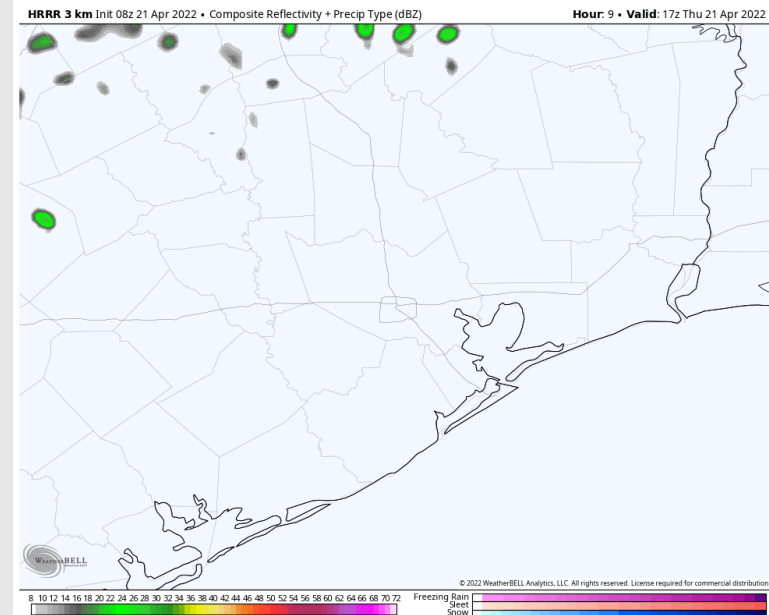 HRRR 3 km Init 08z 21 Apr 2022 • Composite Reflectivity + Precip Type (dBZ)
Hour: 9 • Valid: 17z Thu 21 Apr 2022
WEATHERBELL
© 2022 WeatherBELL Analytics, LLC. All rights reserved. License required for commercial distribution
8 10 12 14 16 18 20 22 24 26 28 30 32 34 36 38 40 42 44 46 48 50 52 54 56 58 60 62 64 66 68 70 72
Freezing Rain
Sleet
Snow